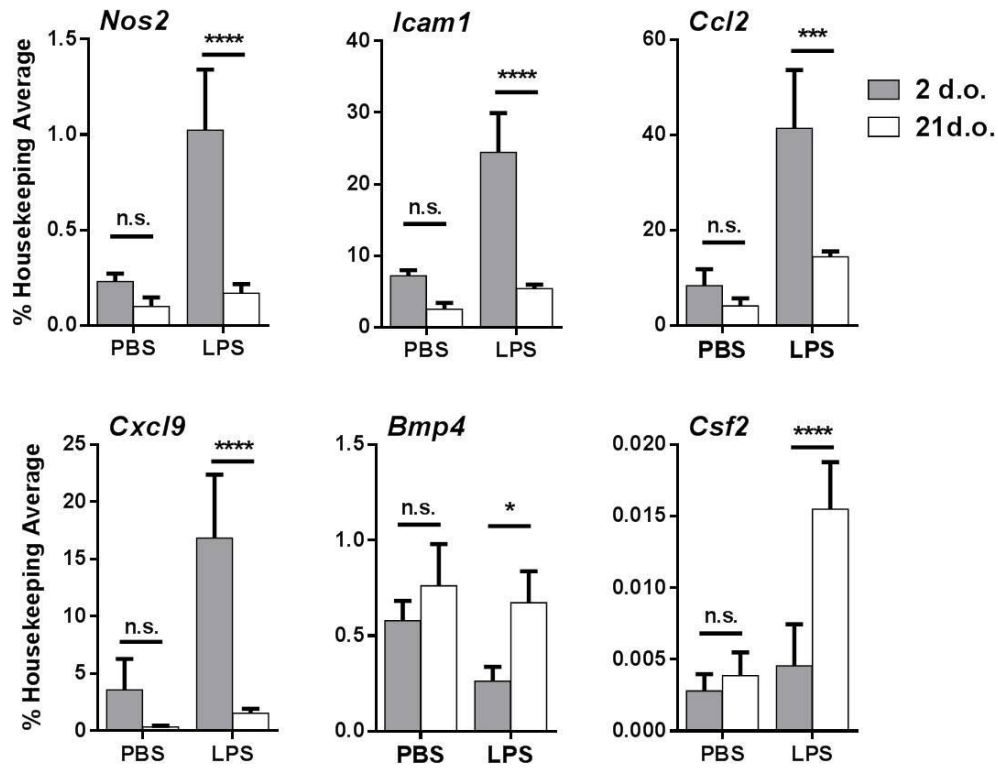 Nos2
% Housekeeping Average
1.5
1.0
0.5
0.0
n.s.
****
PBS LPS
Icam1
40
30
20
10
0
n.s.
****
PBS LPS
Ccl2
60
40
20
0
n.s.
***
PBS LPS
2 d.o.
21d.o.
Cxcl9
% Housekeeping Average
25
20
15
10
5
0
n.s.
****
PBS LPS
Bmp4
1.5
1.0
0.5
0.0
n.s.
*
PBS LPS
Csf2
0.020
0.015
0.010
0.005
0.000
n.s.
****
PBS LPS